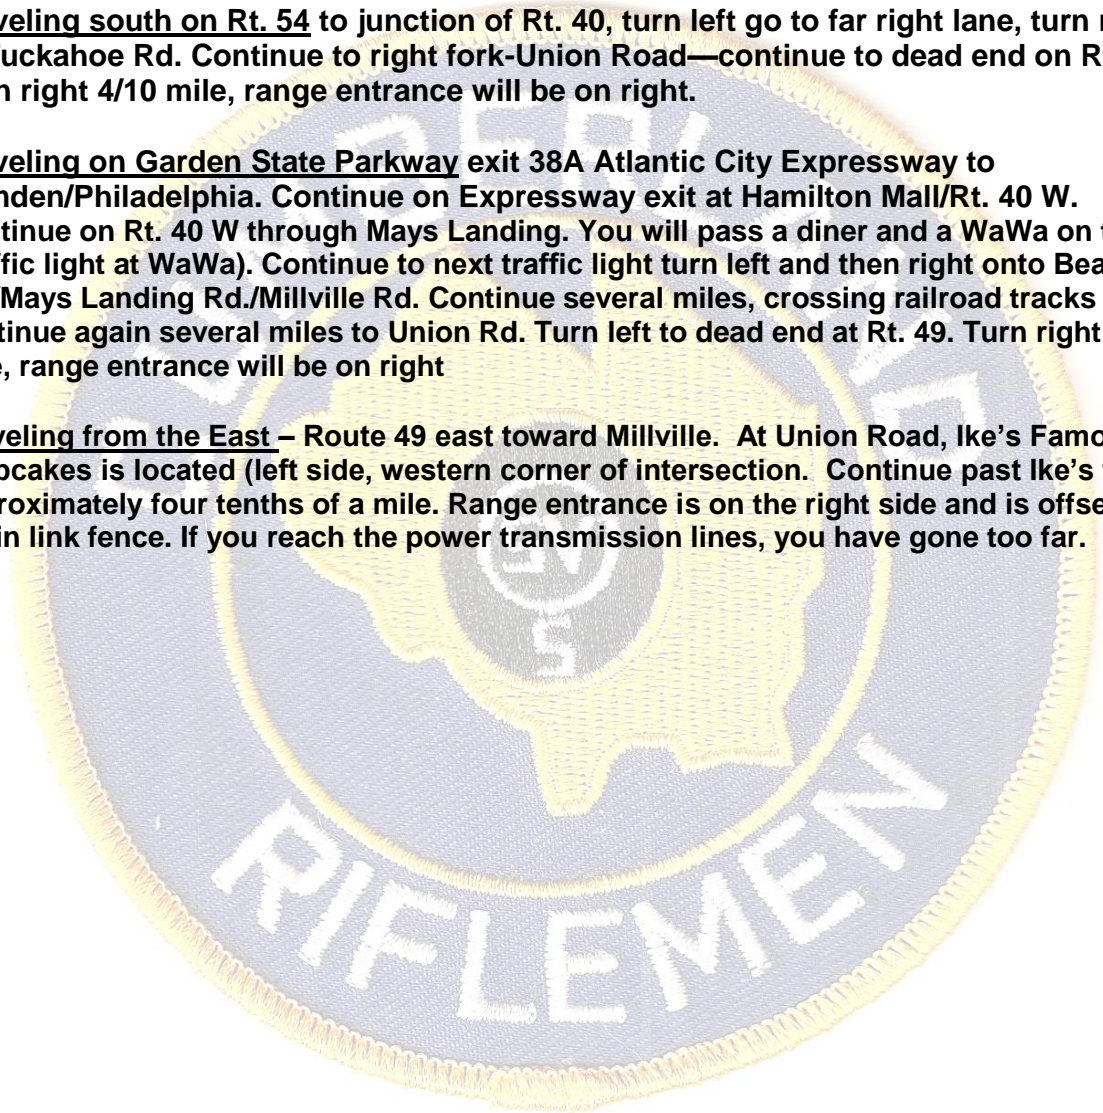 veling south on Rt. 54 to junction of Rt. 40, turn left go to far right lane, turn
uckahoe Rd. Continue to right fork-Union Road—continue to dead end on
n right 4/10 mile, range entrance will be on right.
veling on Garden State Parkway exit 38A Atlantic City Expressway to
nden/Philadelphia. Continue on Expressway exit at Hamilton Mall/Rt. 40 W.
tinue on Rt. 40 W through Mays Landing. You will pass a diner and a WaWa on
ffic light at WaWa). Continue to next traffic light turn left and then right onto Bea
/Mays Landing Rd./Millville Rd. Continue several miles, crossing railroad tracks
tinue again several miles to Union Rd. Turn left to dead end at Rt. 49. Turn right
e, range entrance will be on right
veling from the East – Route 49 east toward Millville. At Union Road, Ike's Famo
pcakes is located (left side, western corner of intersection. Continue past Ike's
roximately four tenths of a mile. Range entrance is on the right side and is offse
in link fence. If you reach the power transmission lines, you have gone too far.
CUMBERLAND
RIFLEMEN